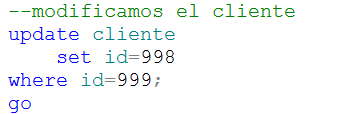 --modificamos el cliente
update cliente
    set id=998
where id=999;
go